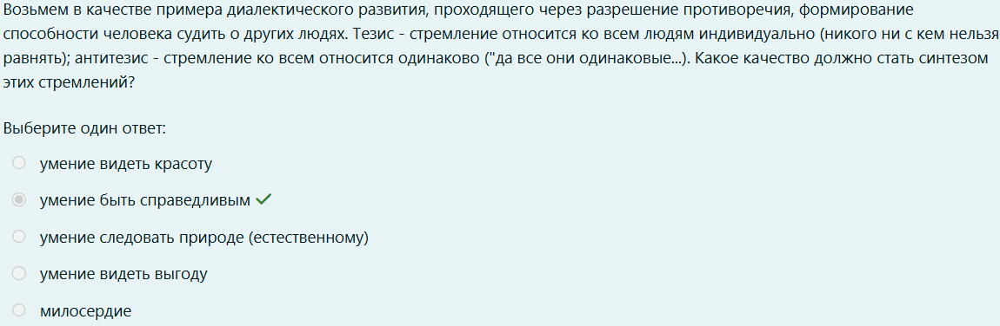 Возьмем в качестве примера диалектического развития, проходящего через разрешение противоречия, формирование
способности человека судить о других людях. Тезис - стремление относится ко всем людям индивидуально (никого ни с кем нельзя
равнять); антитезис - стремление ко всем относится одинаково ("да все они одинаковые...). Какое качество должно стать синтезом
этих стремлений?
Выберите один ответ:
умение видеть красоту
умение быть справедливым
умение следовать природе (естественному)
умение видеть выгоду
милосердие